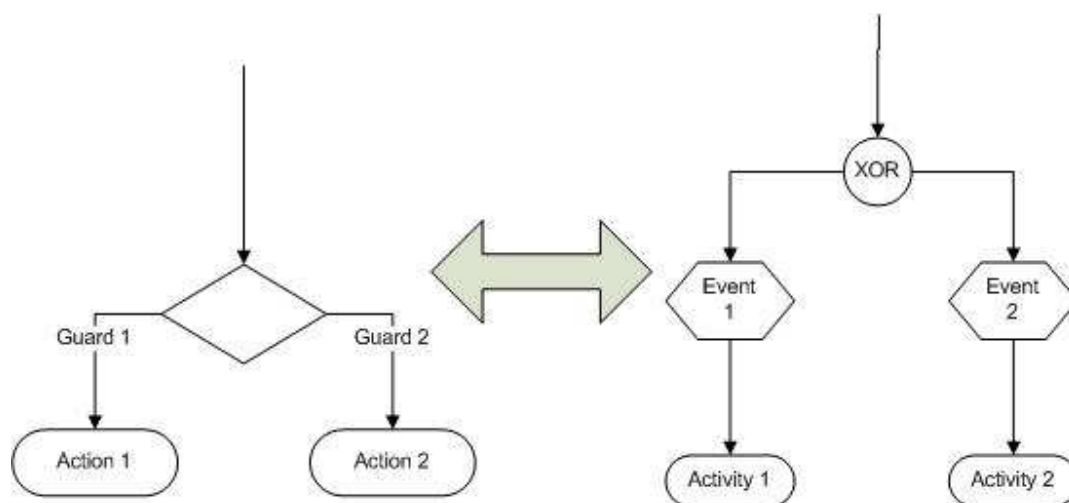 XOR
Event
1
Event
2
Guard 1
Guard 2
Action 1
Action 2
Activity 1
Activity 2